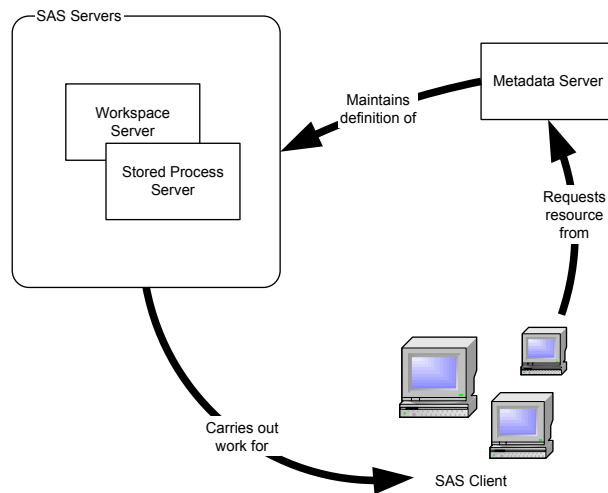 SAS Servers
Workspace
Server
Stored Process
Server
Maintains
definition of
Metadata Server
Requests
resource
from
Carries out
work for
SAS Client